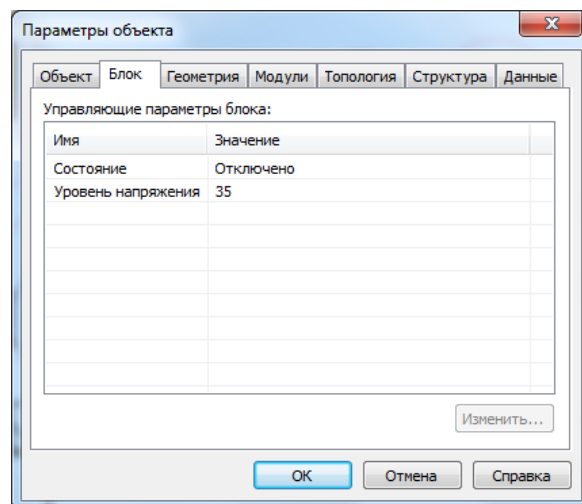 Параметры объекта
Объект Блок Геометрия Модули Топология Структура Данные
Управляющие параметры блока:
Имя Значение
Состояние Отключено
Уровень напряжения 35
Изменить...
ОК Отмена Справка